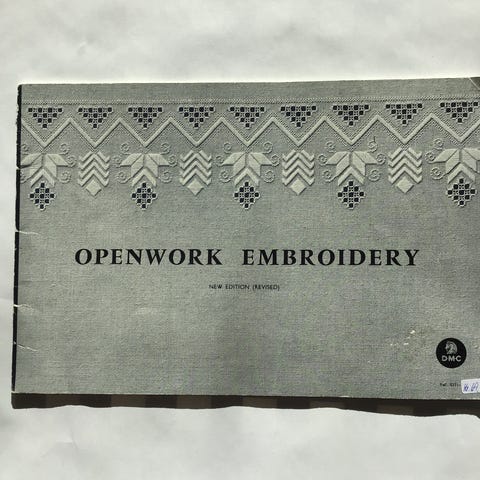 OPENWORK EMBROIDERY
NEW EDITION (REVISED)
DMC